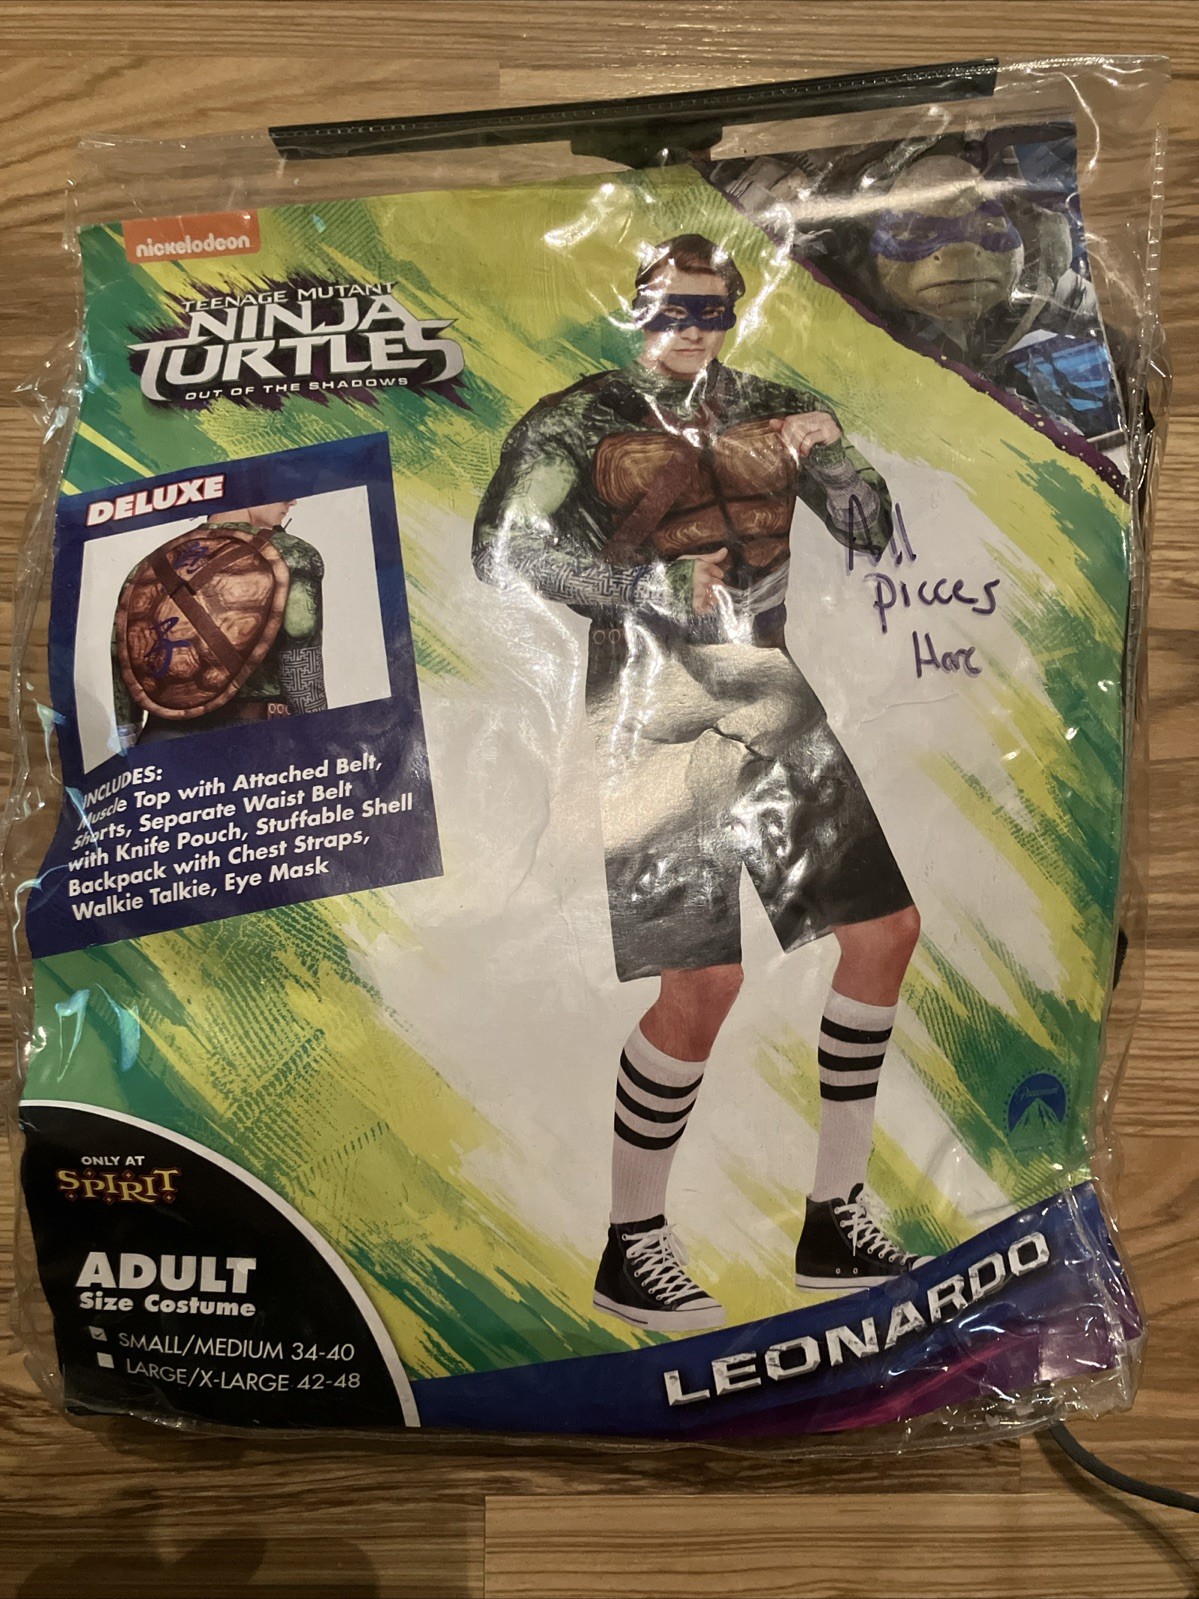 nickelodeon
TEENAGE MUTANT
NINJA
TURTLES
OUT OF THE SHADOWS
DELUXE
INCLUDES:
Muscle Top with Attached Belt,
Shorts, Separate Waist Belt
with Knife Pouch, Stuffable Shell
Backpack with Chest Straps,
Walkie Talkie, Eye Mask
All
pieces
Here
Paramount
ONLY AT
SPIRIT
ADULT
Size Costume
SMALL/MEDIUM 34-40
LARGE/X-LARGE 42-48
LEONARDO